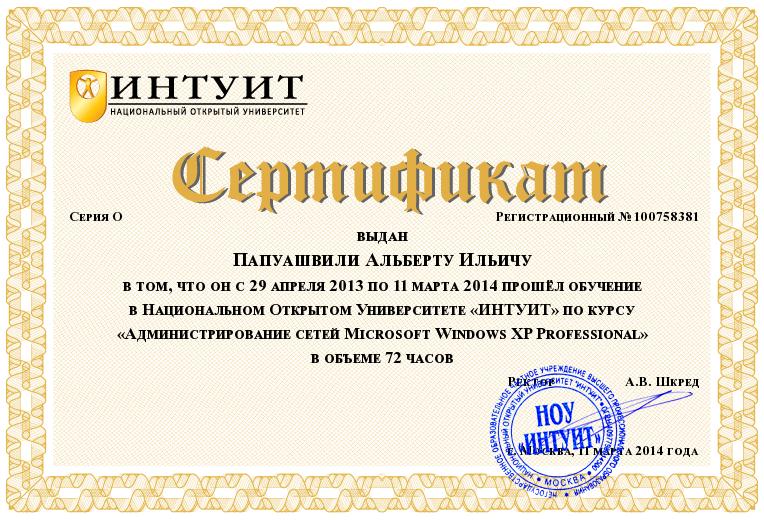 ИНТУИТ
НАЦИОНАЛЬНЫЙ ОТКРЫТЫЙ УНИВЕРСИТЕТ
Сертификат
Серия О Регистрационный № 100758381
выдан
Папуашвили Альберту Ильичу
в том, что он с 29 апреля 2013 по 11 марта 2014 прошёл обучение
в Национальном Открытом Университете «ИНТУИТ» по курсу
«Администрирование сетей Microsoft Windows XP Professional»
в объеме 72 часов
Ректор А.В. Шкред
НОУ
«ИНТУИТ»
МОСКВА
г. Москва, 11 марта 2014 года